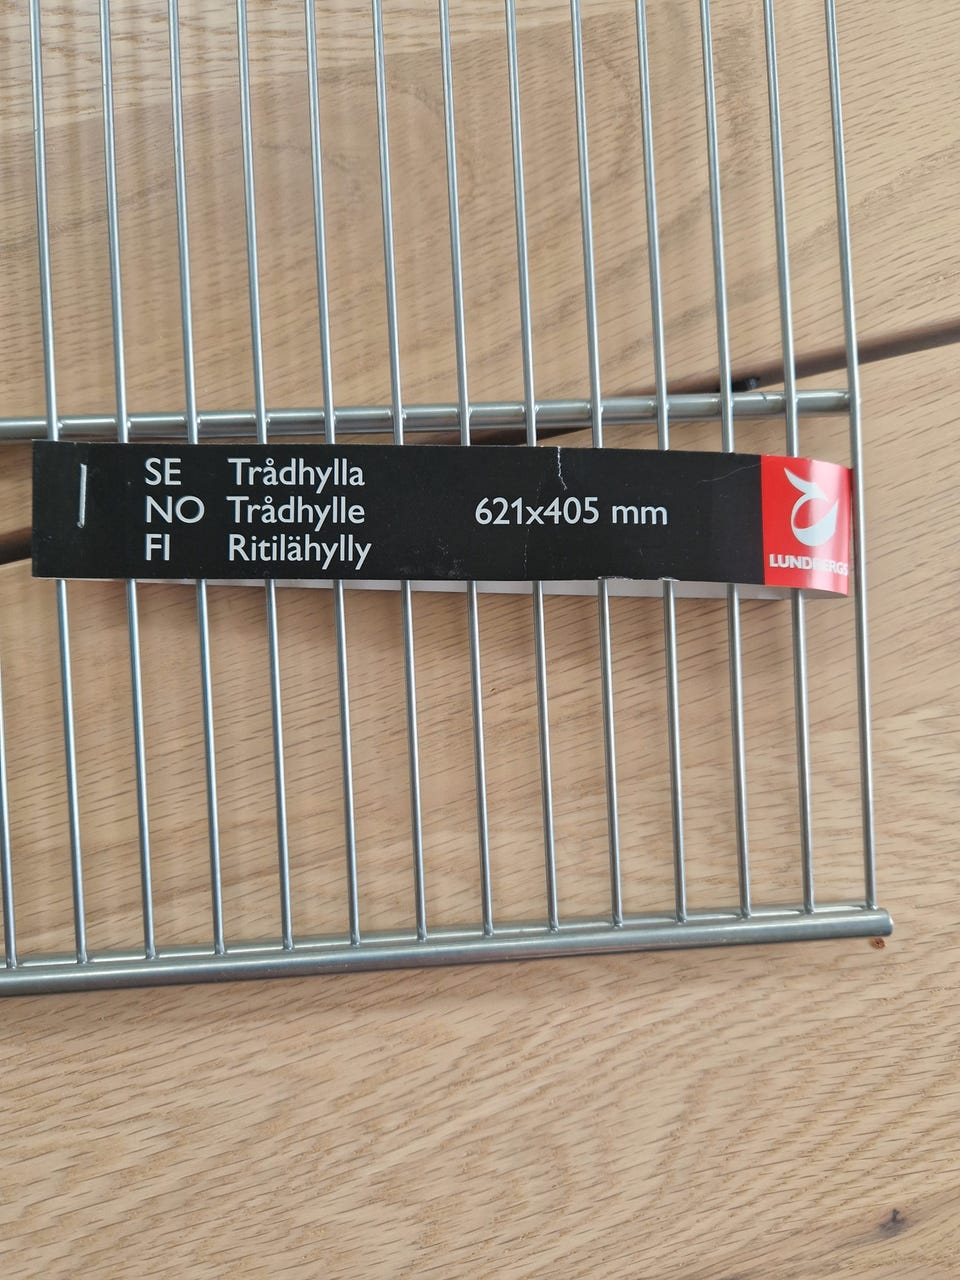 SE Trådhylla
NO Trådhylle
FI Ritilähylly
621x405 mm
LUNDBERGS